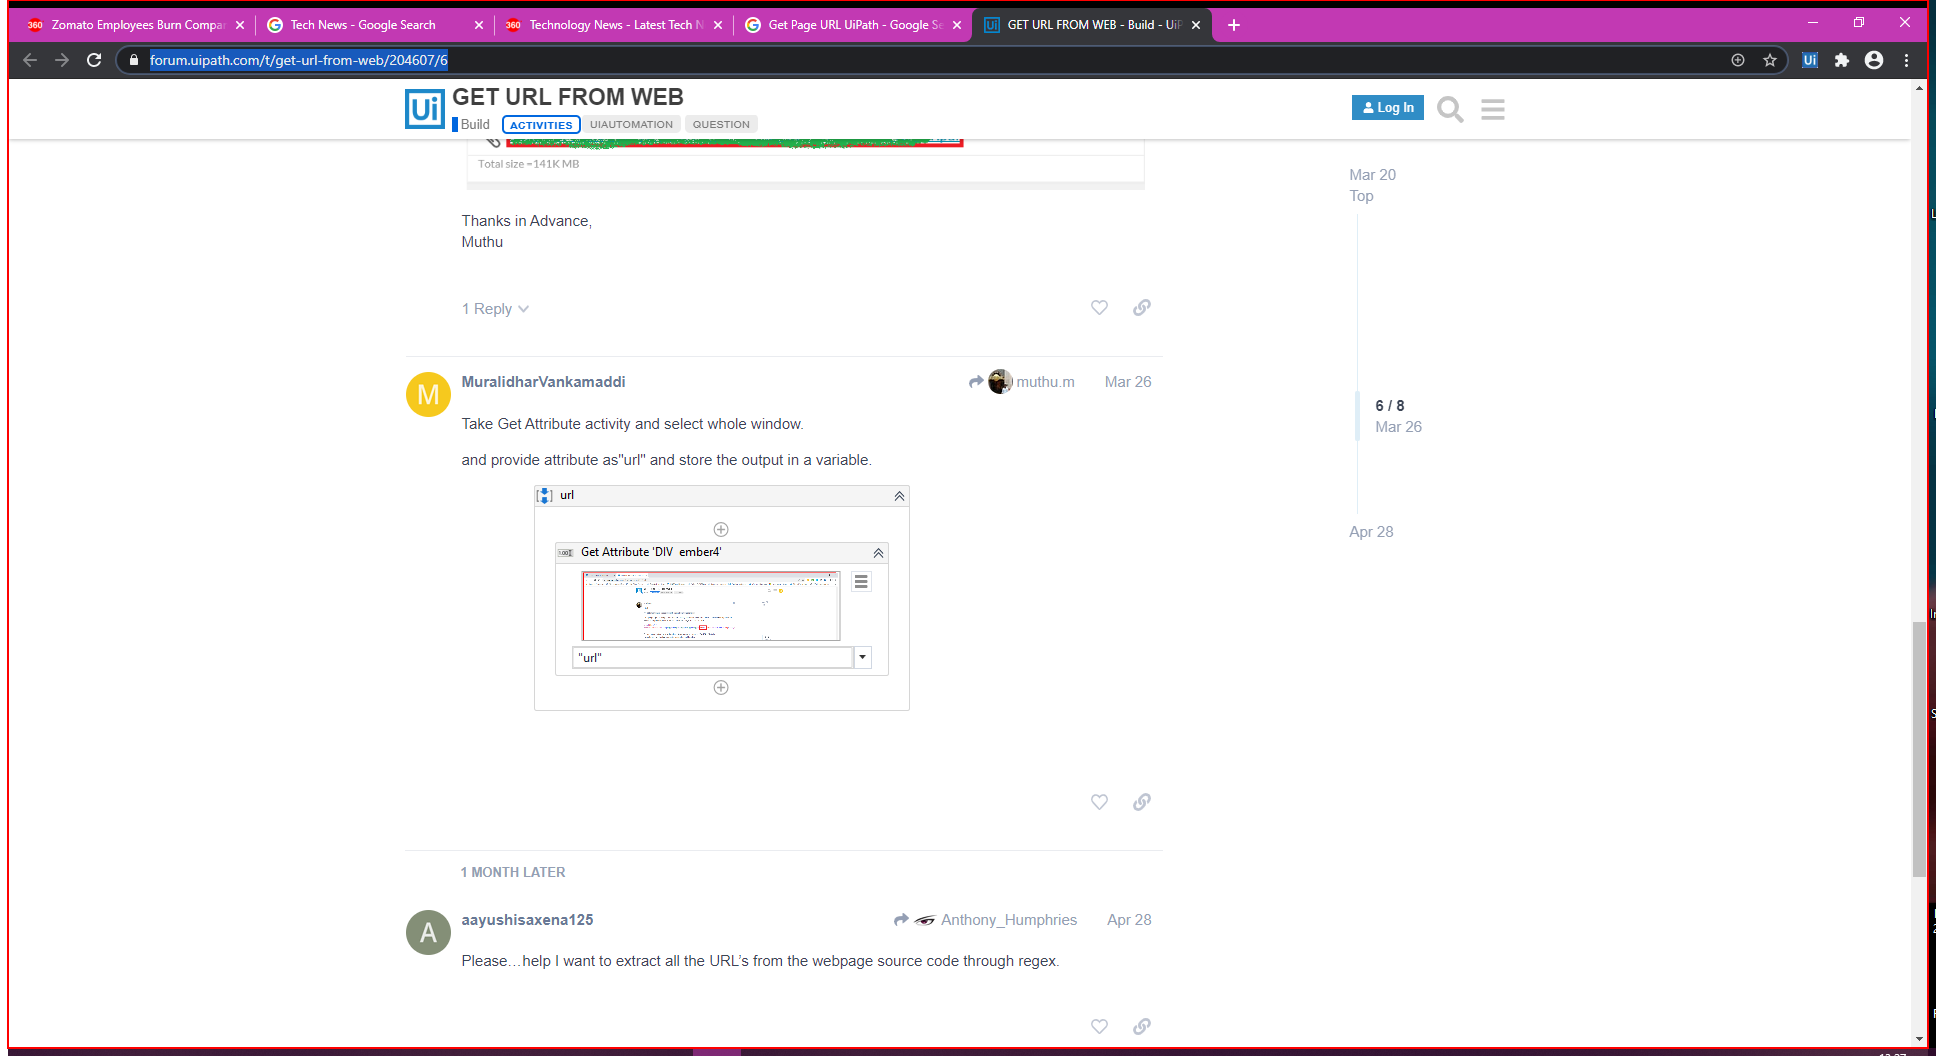 Zomato Employees Burn Compa
Tech News - Google Search
Technology News - Latest Tech N
Get Page URL UiPath - Google Se
GET URL FROM WEB - Build - UiP
forum.uipath.com/t/get-url-from-web/204607/6
Ui
GET URL FROM WEB
Build ACTIVITIES UIAUTOMATION QUESTION
Log In
Total size =141K MB
Mar 20
Top
Thanks in Advance,
Muthu
1 Reply
M
MuralidharVankamaddi
muthu.m
Mar 26
Take Get Attribute activity and select whole window.
6 / 8
Mar 26
and provide attribute as"url" and store the output in a variable.
url
Apr 28
Get Attribute 'DIV ember4'
"url"
1 MONTH LATER
A
aayushisaxena125
Anthony_Humphries
Apr 28
Please…help I want to extract all the URL's from the webpage source code through regex.